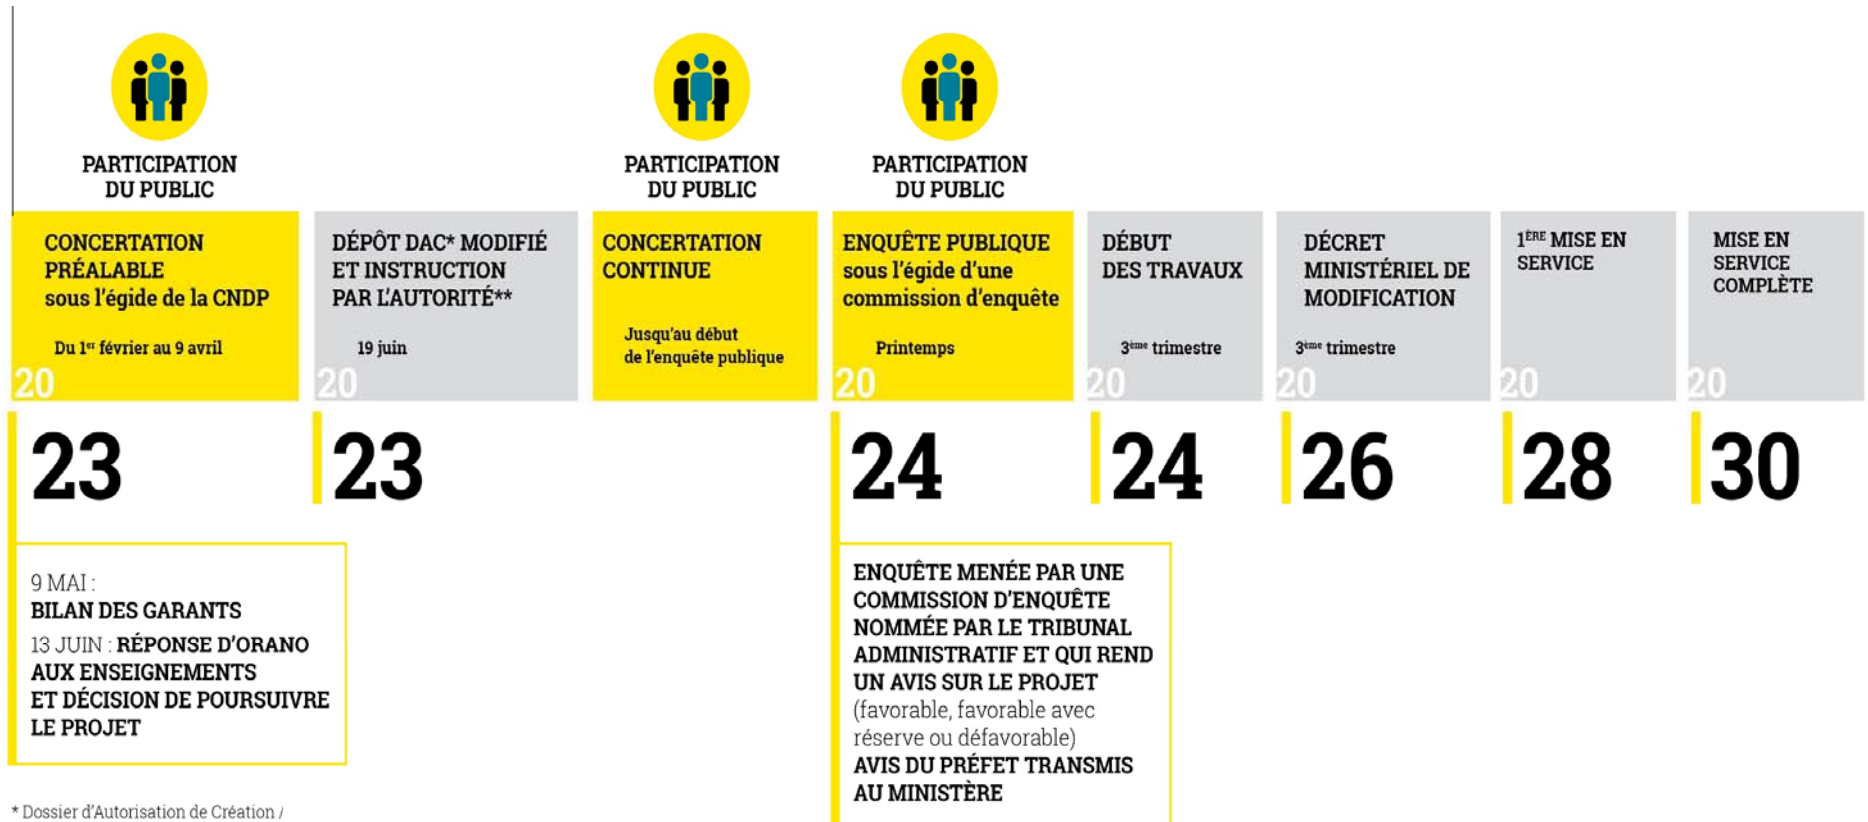 PARTICIPATION
DU PUBLIC
PARTICIPATION
DU PUBLIC
PARTICIPATION
DU PUBLIC
CONCERTATION
PRÉALABLE
sous l'égide de la CNDP
Du 1er février au 9 avril
20
23
DÉPÔT DAC* MODIFIÉ
ET INSTRUCTION
PAR L'AUTORITÉ**
19 juin
20
23
CONCERTATION
CONTINUE
Jusqu'au début
de l'enquête publique
ENQUÊTE PUBLIQUE
sous l'égide d'une
commission d'enquête
Printemps
20
24
DÉBUT
DES TRAVAUX
3ème trimestre
20
24
DÉCRET
MINISTÉRIEL DE
MODIFICATION
3ème trimestre
20
26
1ÈRE MISE EN
SERVICE
20
28
MISE EN
SERVICE
COMPLÈTE
20
30
9 MAI :
BILAN DES GARANTS
13 JUIN : RÉPONSE D'ORANO
AUX ENSEIGNEMENTS
ET DÉCISION DE POURSUIVRE
LE PROJET
ENQUÊTE MENÉE PAR UNE
COMMISSION D'ENQUÊTE
NOMMÉE PAR LE TRIBUNAL
ADMINISTRATIF ET QUI REND
UN AVIS SUR LE PROJET
(favorable, favorable avec
réserve ou défavorable)
AVIS DU PRÉFET TRANSMIS
AU MINISTÈRE
* Dossier d'Autorisation de Création /